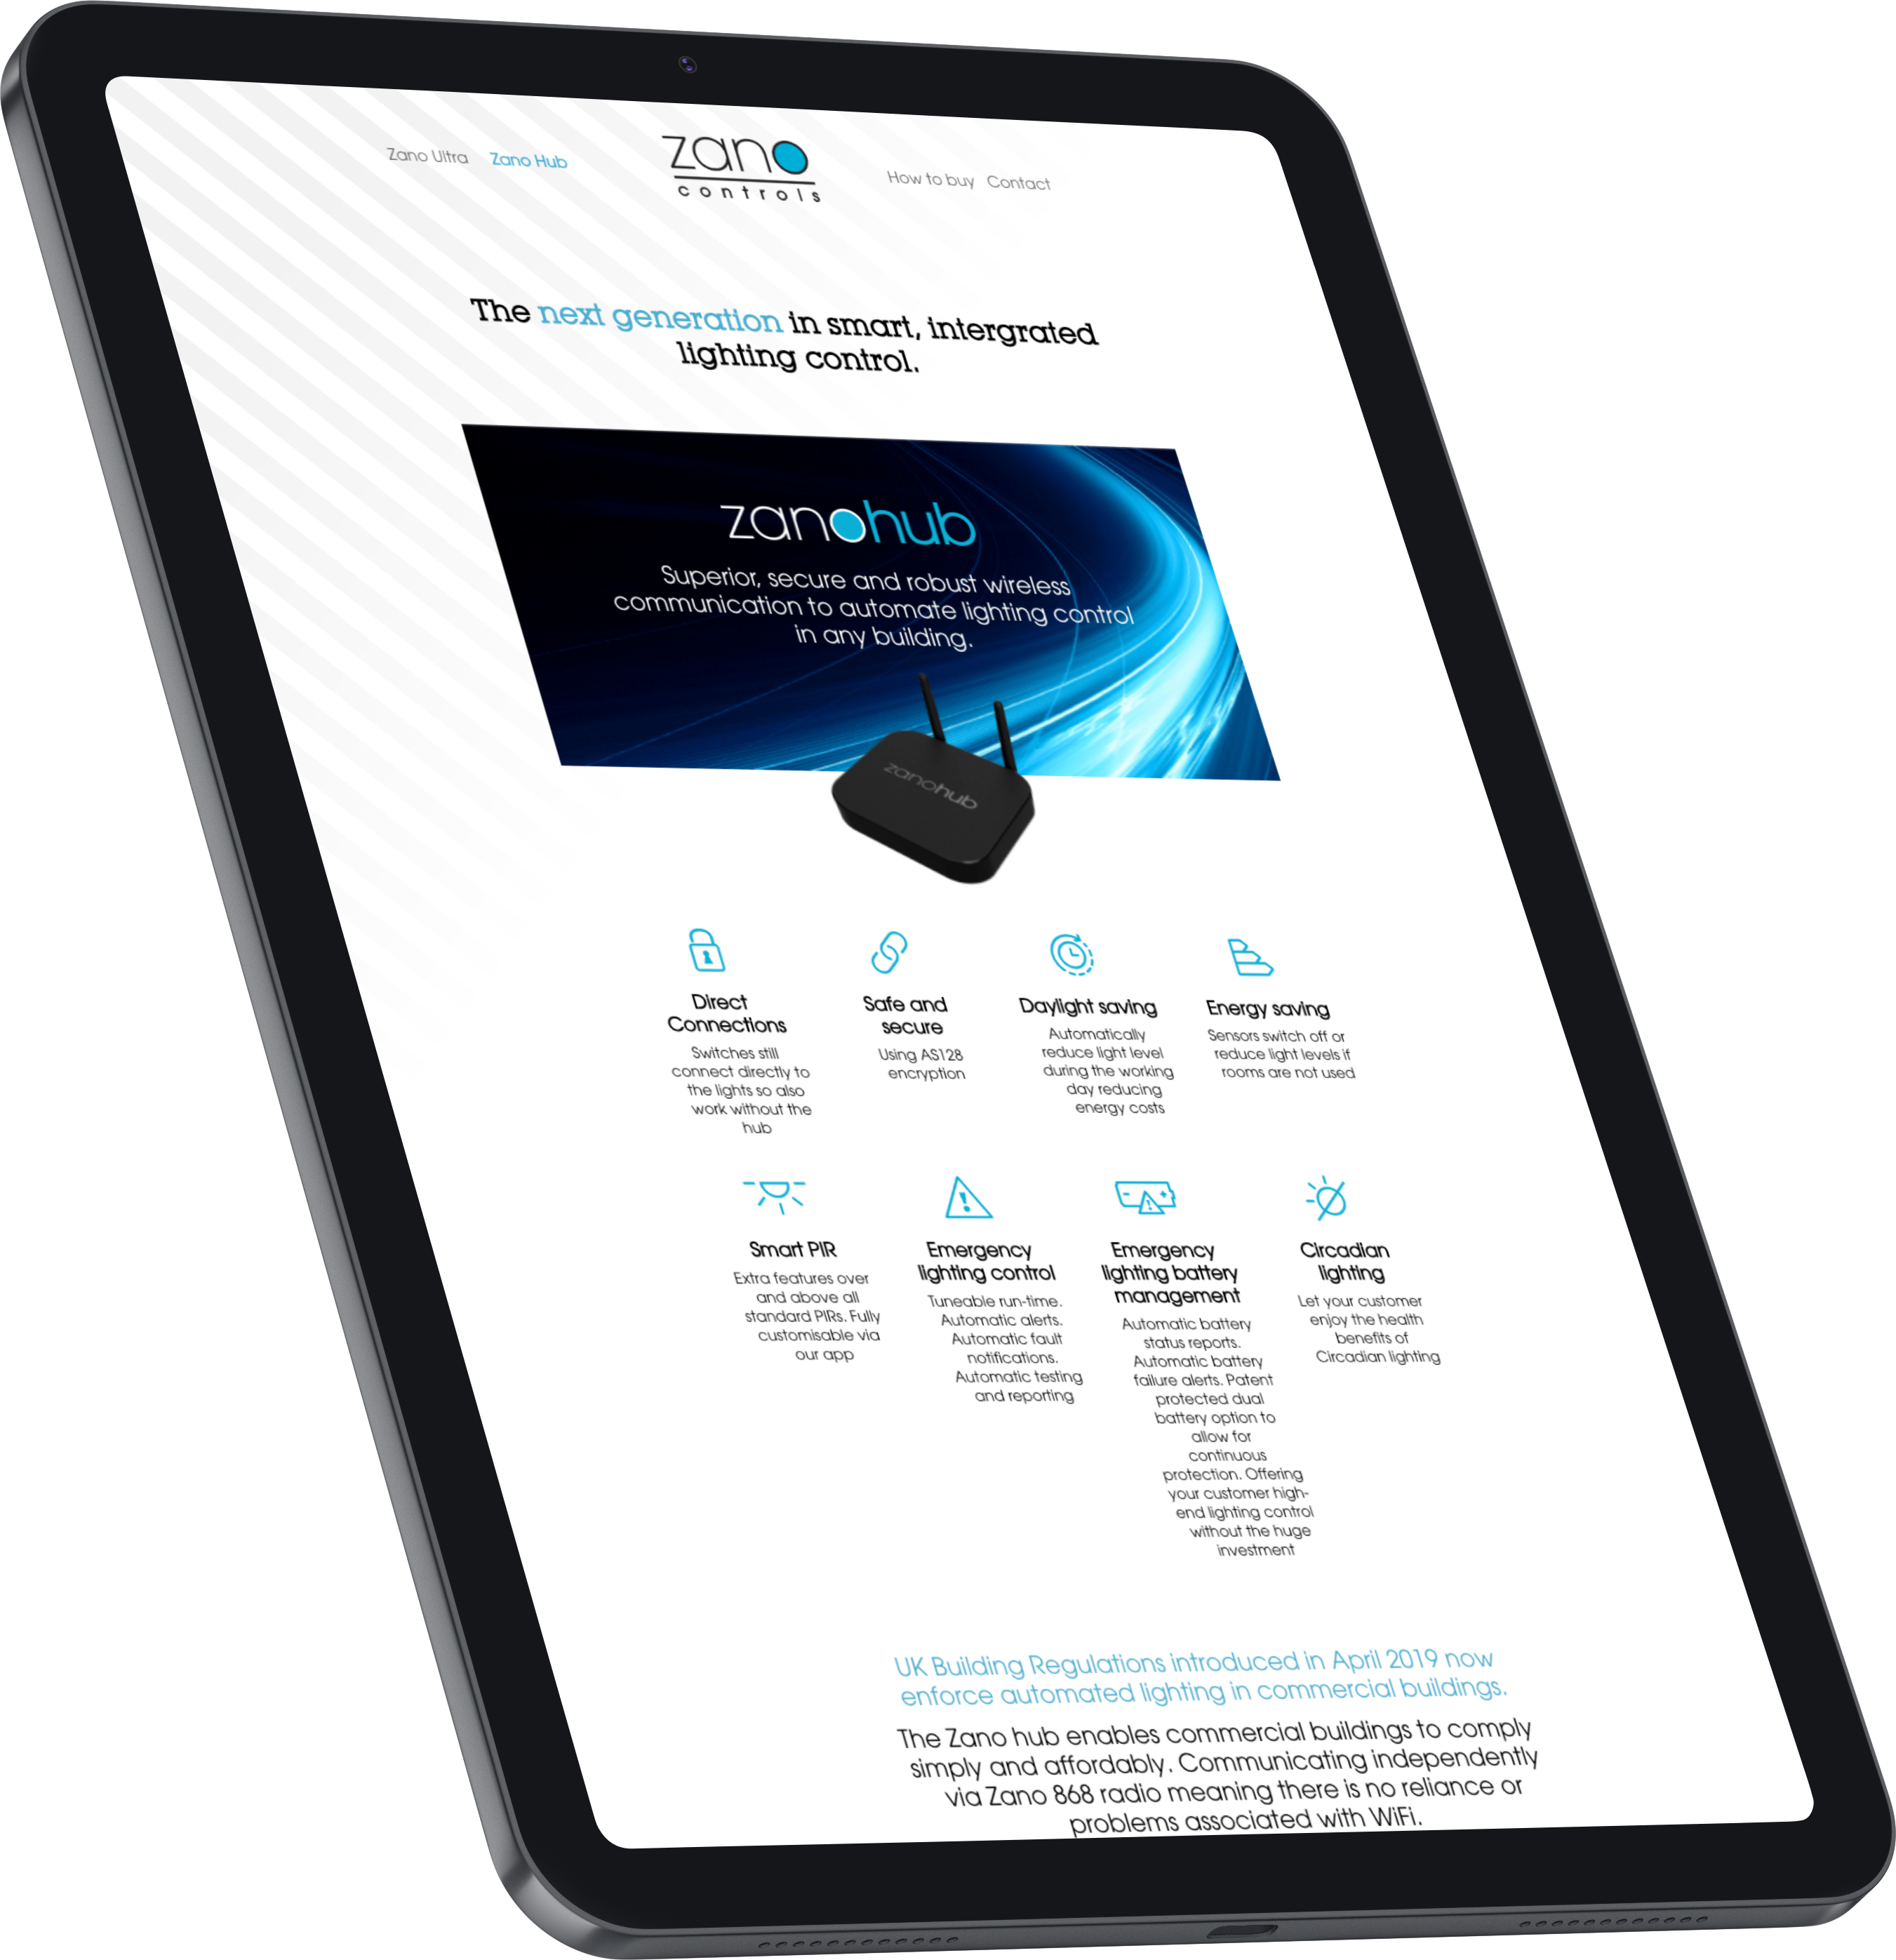 Zano Ultra Zano Hub
zano
controls
How to buy Contact
The next generation in smart, intergrated
lighting control.
zanohub
Superior, secure and robust wireless
communication to automate lighting control
in any building.
zanohub
Direct
Connections
Switches still
connect directly to
the lights so also
work without the
hub
Safe and
secure
Using AS128
encryption
Daylight saving
Automatically
reduce light level
during the working
day reducing
energy costs
Energy saving
Sensors switch off or
reduce light levels if
rooms are not used
Smart PIR
Extra features over
and above all
standard PIRs. Fully
customisable via
our app
Emergency
lighting control
Tuneable run-time.
Automatic alerts.
Automatic fault
notifications.
Automatic testing
and reporting
Emergency
lighting battery
management
Automatic battery
status reports.
Automatic battery
failure alerts. Patent
protected dual
battery option to
allow for
continuous
protection. Offering
your customer high-
end lighting control
without the huge
investment
Circadian
lighting
Let your customer
enjoy the health
benefits of
Circadian lighting
UK Building Regulations introduced in April 2019 now
enforce automated lighting in commercial buildings.
The Zano hub enables commercial buildings to comply
simply and affordably. Communicating independently
via Zano 868 radio meaning there is no reliance or
problems associated with WiFi.